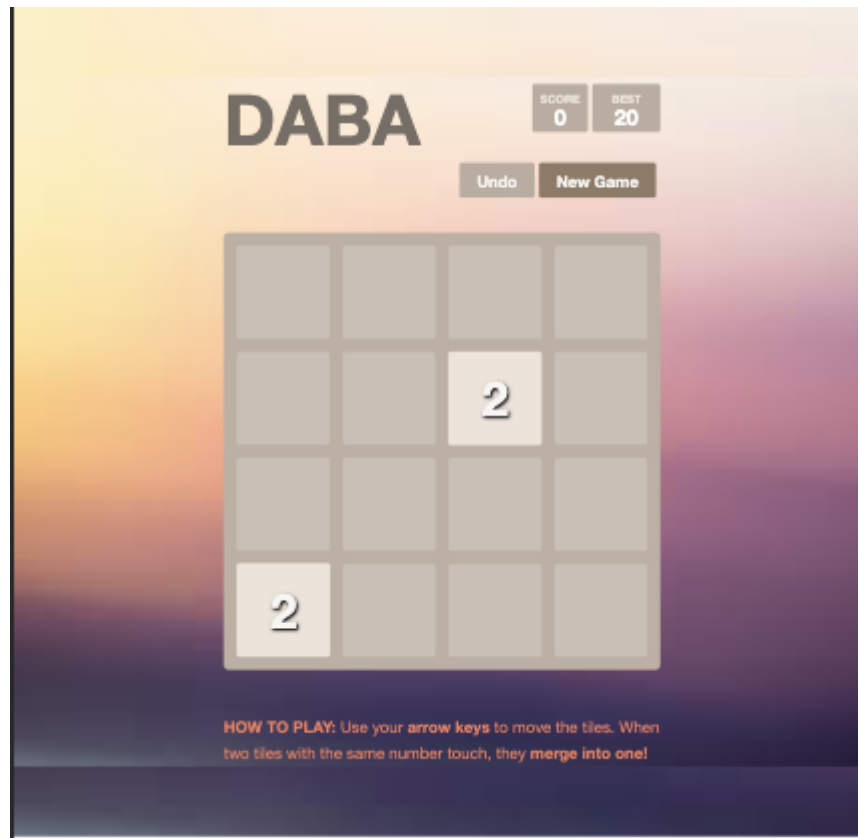 DABA
SCORE BEST
0 20
Undo New Game
2
2
HOW TO PLAY: Use your arrow keys to move the tiles. When
two tiles with the same number touch, they merge into one!